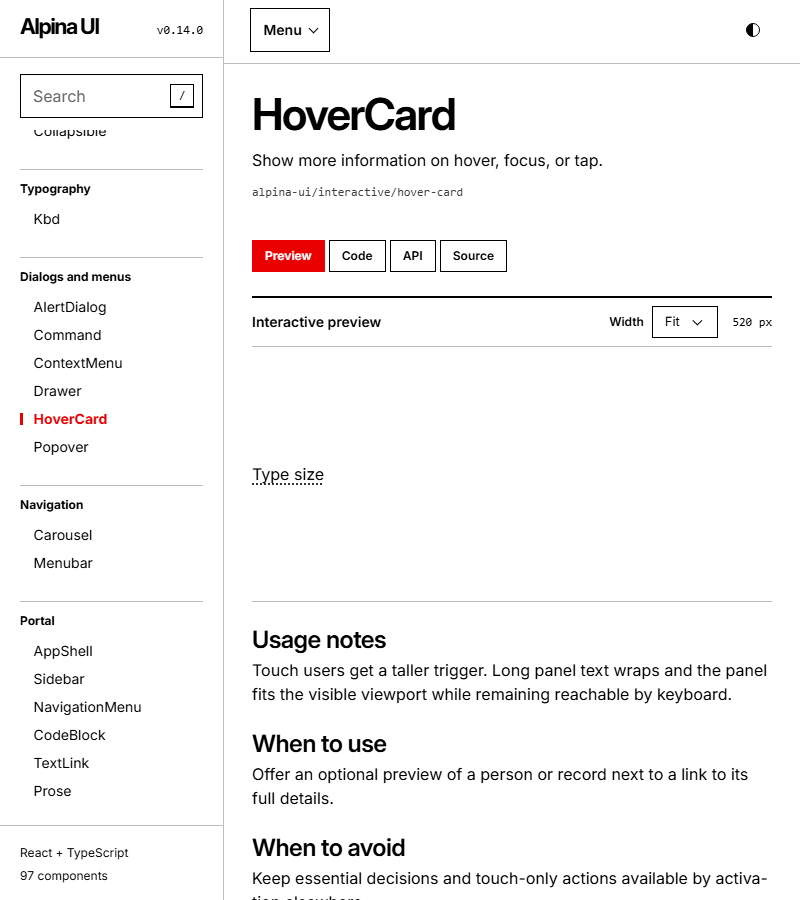 Alpina UI
v0.14.0
Menu
Search
/
Collapsible
Typography
Kbd
Dialogs and menus
AlertDialog
Command
ContextMenu
Drawer
HoverCard
Popover
Navigation
Carousel
Menubar
Portal
AppShell
Sidebar
NavigationMenu
CodeBlock
TextLink
Prose
React + TypeScript
97 components
HoverCard
Show more information on hover, focus, or tap.
alpina-ui/interactive/hover-card
Preview
Code
API
Source
Interactive preview
Width
Fit
520 px
Type size
Usage notes
Touch users get a taller trigger. Long panel text wraps and the panel
fits the visible viewport while remaining reachable by keyboard.
When to use
Offer an optional preview of a person or record next to a link to its
full details.
When to avoid
Keep essential decisions and touch-only actions available by activa-
tion elsewhere.